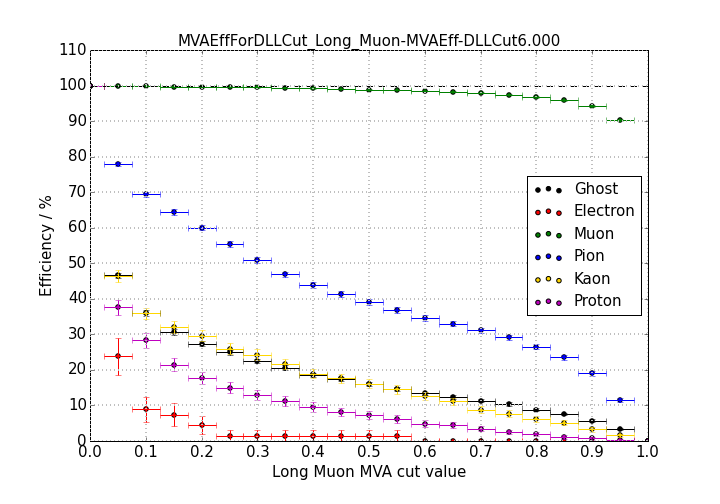 MVAEffForDLLCut_Long_Muon-MVAEff-DLLCut6.000
110
100
90
80
70
60
50
40
30
20
10
0
Efficiency / %
Ghost
Electron
Muon
Pion
Kaon
Proton
0.0 0.1 0.2 0.3 0.4 0.5 0.6 0.7 0.8 0.9 1.0
Long Muon MVA cut value